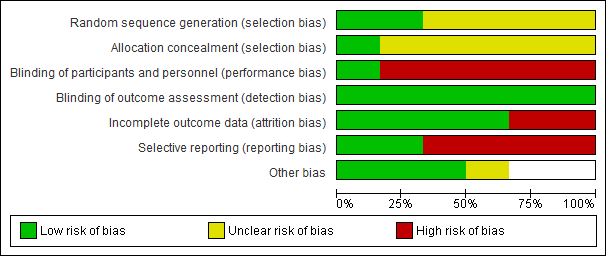 Random sequence generation (selection bias)
Allocation concealment (selection bias)
Blinding of participants and personnel (performance bias)
Blinding of outcome assessment (detection bias)
Incomplete outcome data (attrition bias)
Selective reporting (reporting bias)
Other bias
0% 25% 50% 75% 100%
Low risk of bias Unclear risk of bias High risk of bias